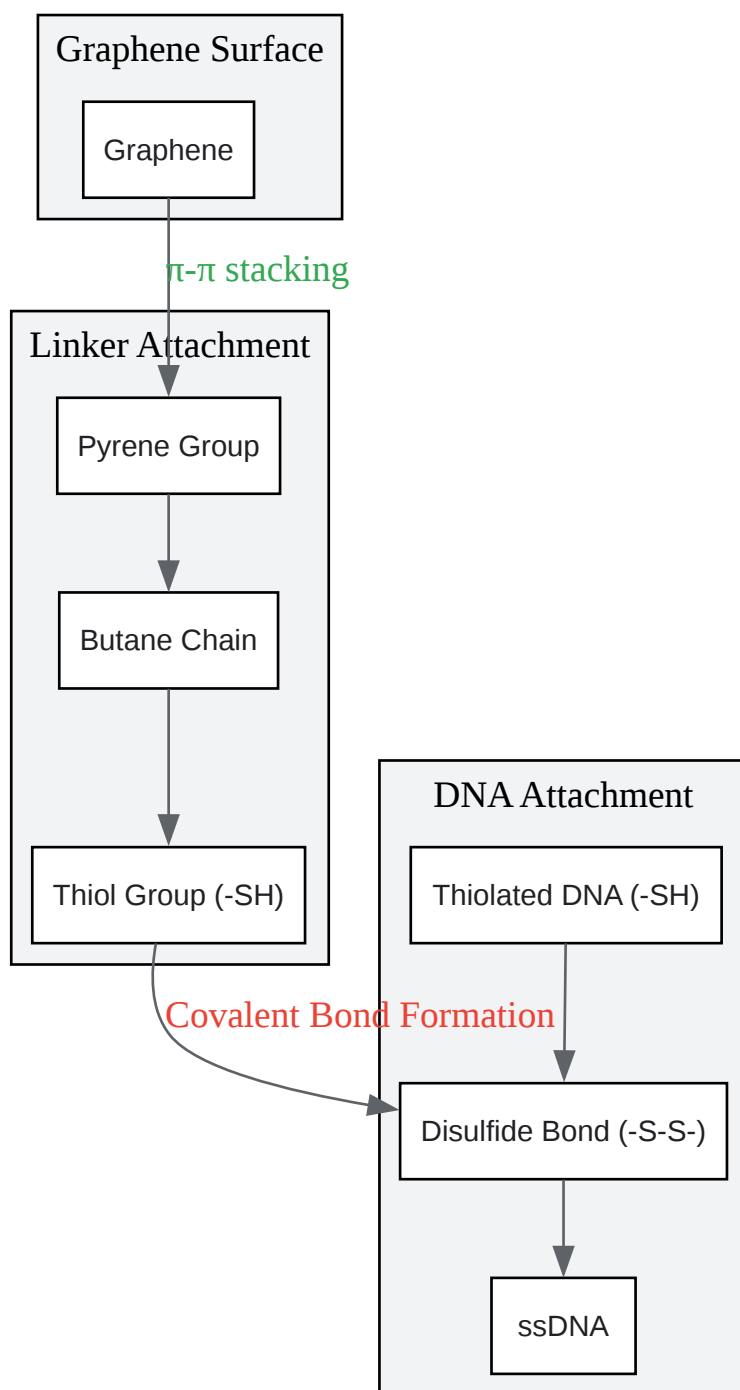 Graphene Surface
Graphene
π-π stacking
Linker Attachment
Pyrene Group
Butane Chain
Thiol Group (-SH)
DNA Attachment
Thiolated DNA (-SH)
Covalent Bond Formation
Disulfide Bond (-S-S-)
ssDNA